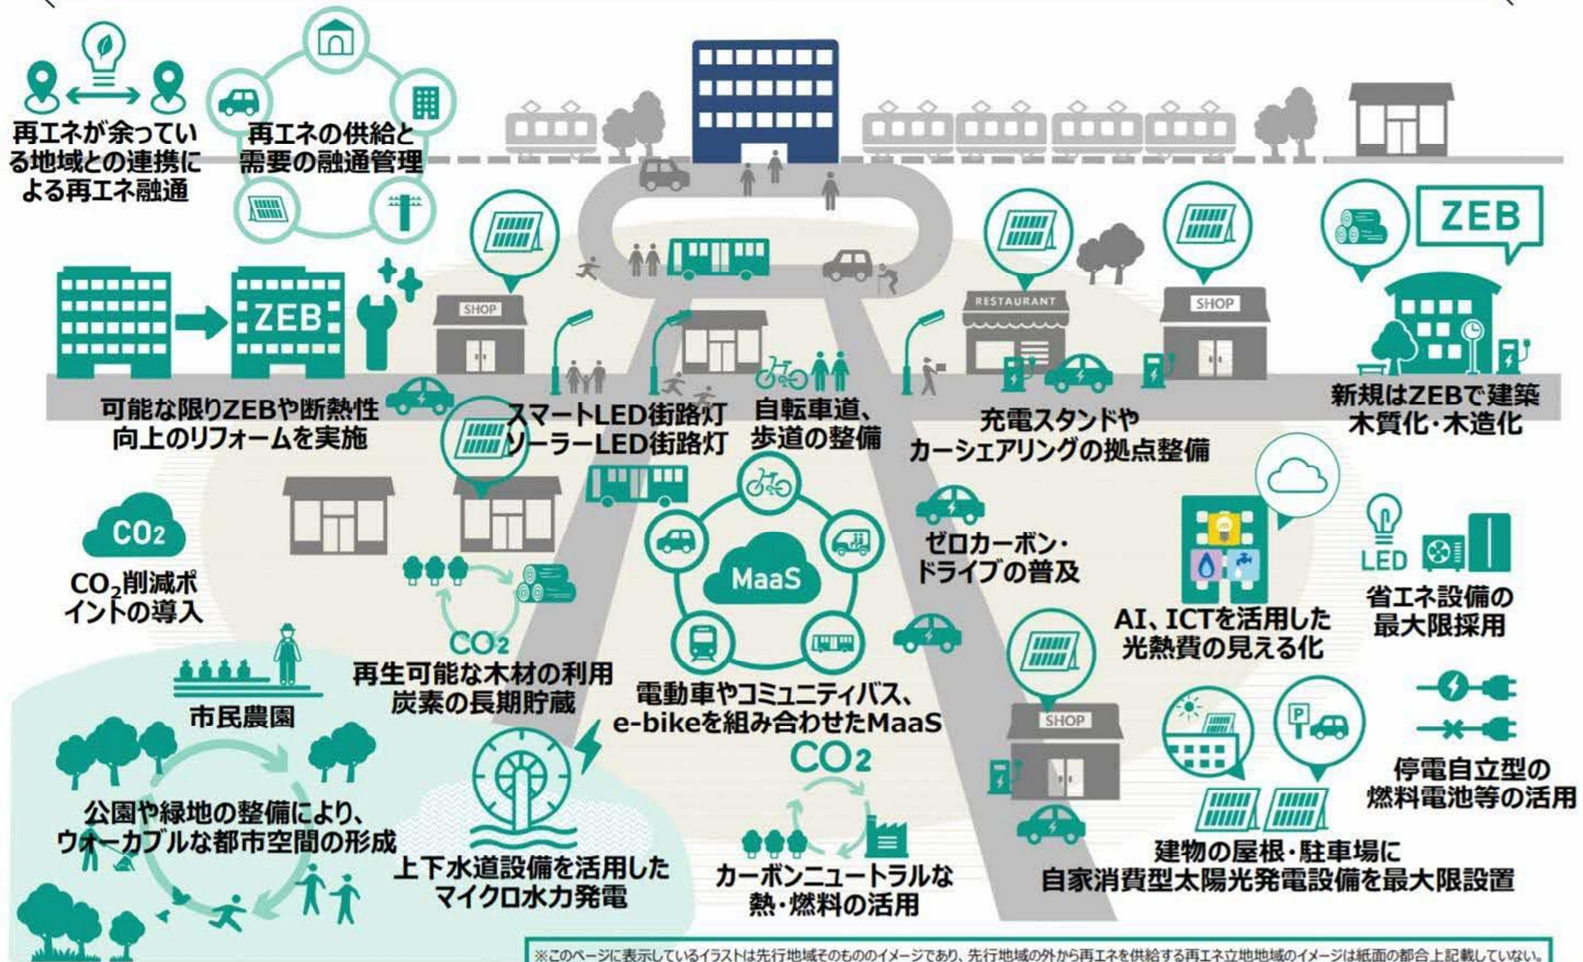 再エネが余ってい
る地域との連携に
よる再エネ融通
再エネの供給と
需要の融通管理
ZEB
ZEB
SHOP
RESTAURANT
SHOP
可能な限りZEBや断熱性
向上のリフォームを実施
スマートLED街路灯
ソーラーLED街路灯
自転車道、
歩道の整備
充電スタンドや
カーシェアリングの拠点整備
新規はZEBで建築
木質化・木造化
CO2
CO2削減ポ
イントの導入
CO2
再生可能な木材の利用
炭素の長期貯蔵
MaaS
電動車やコミュニティバス、
e-bikeを組み合わせたMaaS
ゼロカーボン・
ドライブの普及
AI、ICTを活用した
光熱費の見える化
LED
省エネ設備の
最大限採用
市民農園
公園や緑地の整備により、
ウォーカブルな都市空間の形成
上下水道設備を活用した
マイクロ水力発電
CO2
カーボンニュートラルな
熱・燃料の活用
SHOP
P
建物の屋根・駐車場に
自家消費型太陽光発電設備を最大限設置
停電自立型の
燃料電池等の活用
※このページに表示しているイラストは先行地域そのもののイメージであり、先行地域の外から再エネを供給する再エネ立地地域のイメージは紙面の都合上記載していない。